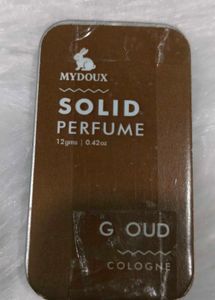 MYDOUX
SOLID
PERFUME
12gms | 0.42oz
G OUD
COLOGNE